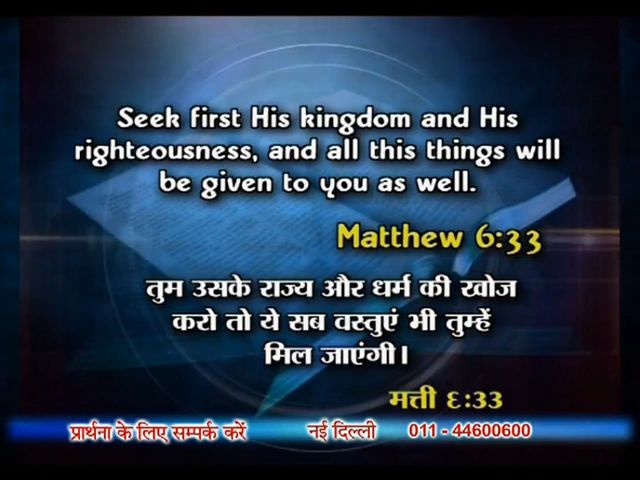 Seek first His kingdom and His
righteousness, and all this things will
be given to you as well.
Matthew 6:33
तुम उसके राज्य और धर्म की खोज
करो तो ये सब वस्तुएं भी तुम्हें
मिल जाएंगी।
मत्ती ६:33
प्रार्थना के लिए सम्पर्क करें नई दिल्ली 011 - 44600600